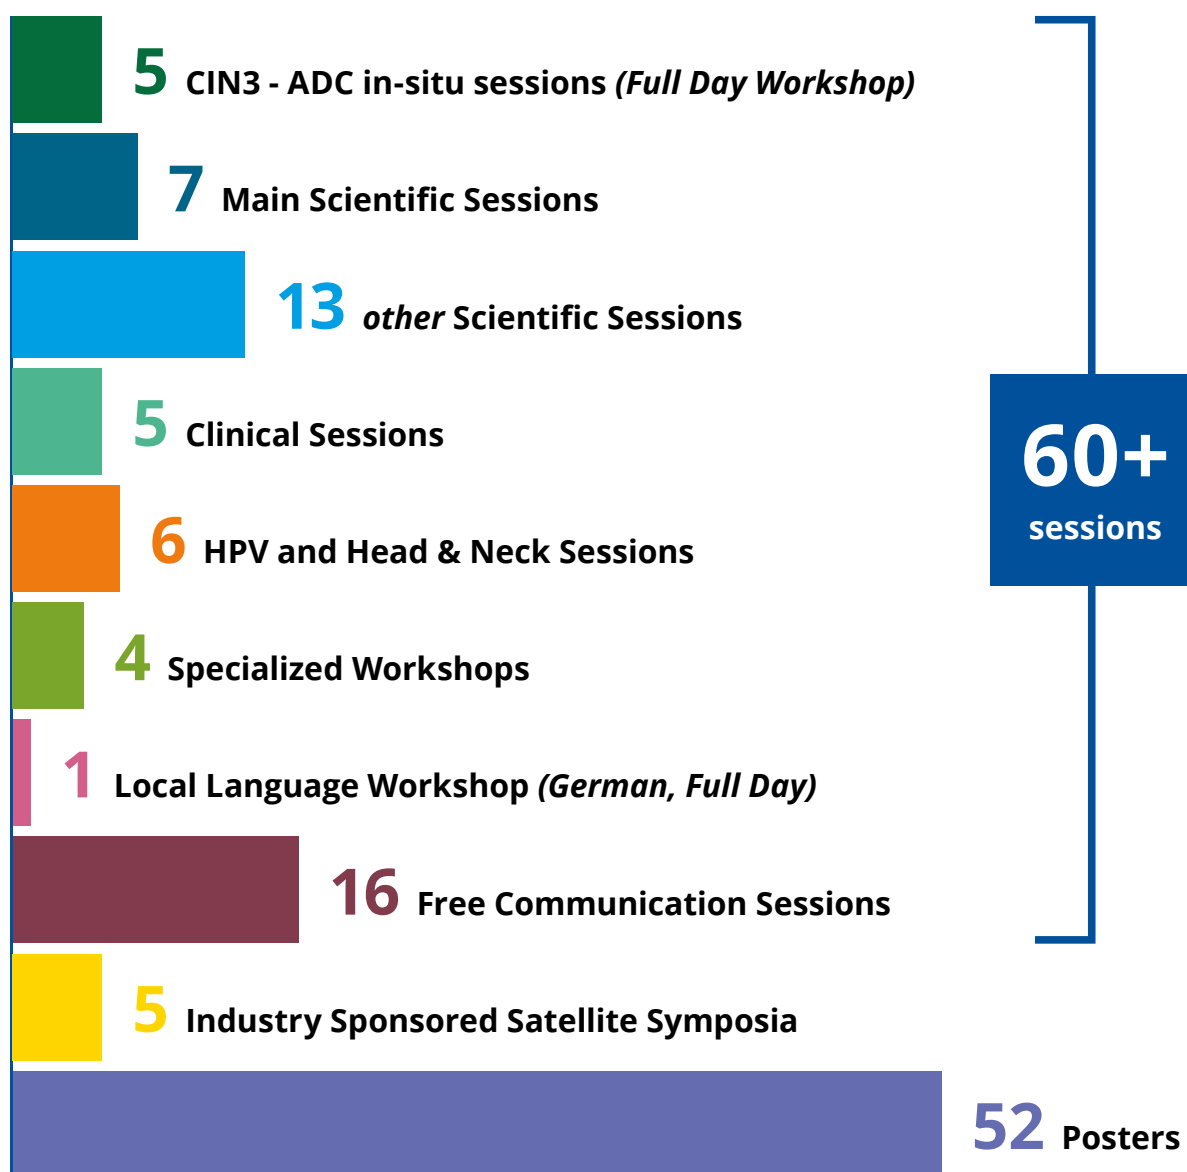 5 CIN3 - ADC in-situ sessions (Full Day Workshop)
7 Main Scientific Sessions
13 other Scientific Sessions
5 Clinical Sessions
60+
sessions
6 HPV and Head & Neck Sessions
4 Specialized Workshops
1 Local Language Workshop (German, Full Day)
16 Free Communication Sessions
5 Industry Sponsored Satellite Symposia
52 Posters